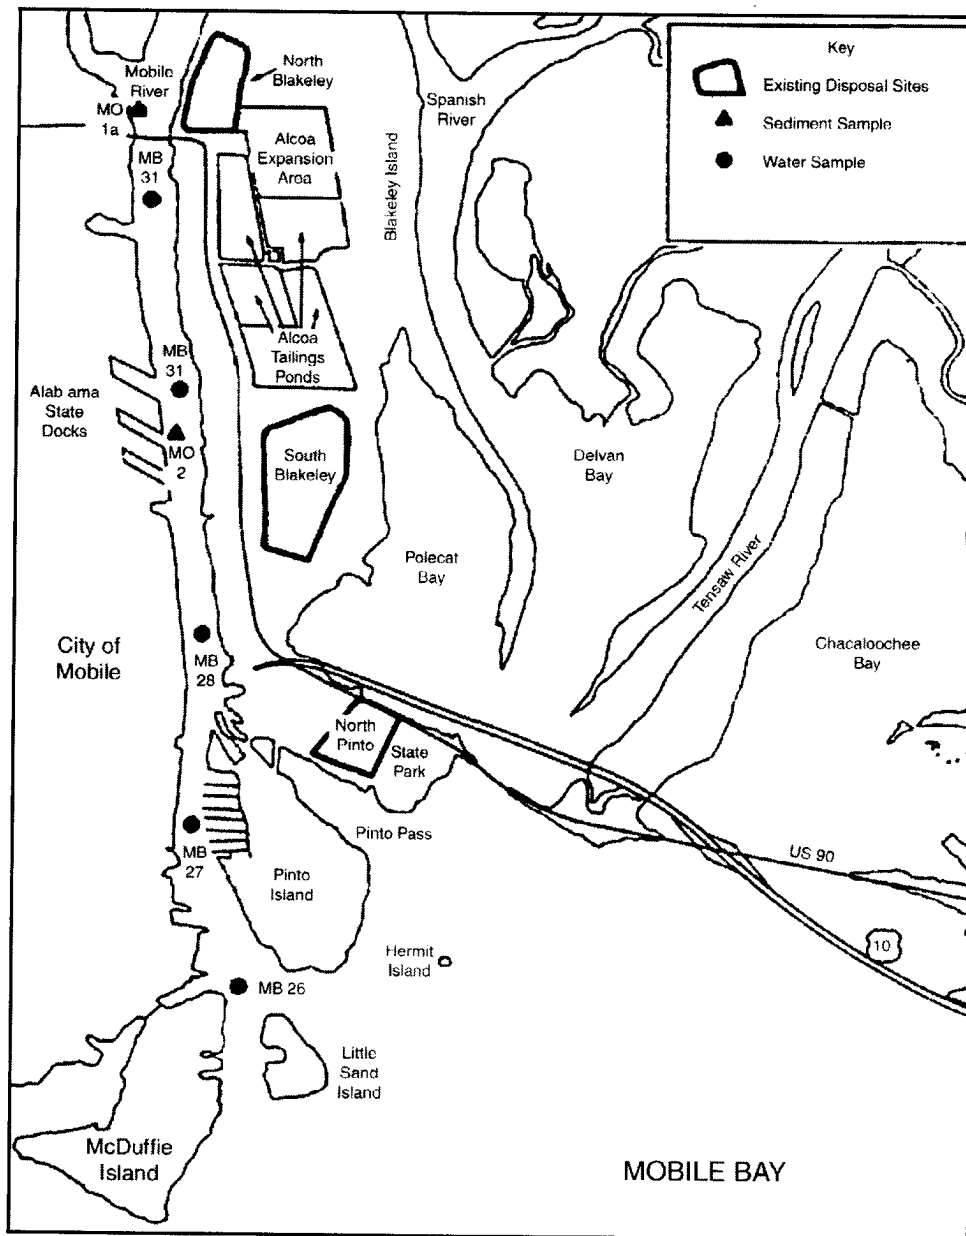 Key
Existing Disposal Sites
Sediment Sample
Water Sample
North
Blakeley
Mobile
River
MO
1a
Spanish
River
Alcoa
Expansion
Aroa
MB
31
Blakeley Island
Alcoa
Tailings
Ponds
MB
31
Alab ama
State
Docks
MO
2
South
Blakeley
Delvan
Bay
Polecat
Bay
Tensaw River
City of
Mobile
MB
28
Chacaloochee
Bay
North
Pinto
State
Park
Pinto Pass
MB
27
US 90
Pinto
Island
Hermit
Island
10
MB 26
Little
Sand
Island
McDuffie
Island
MOBILE BAY